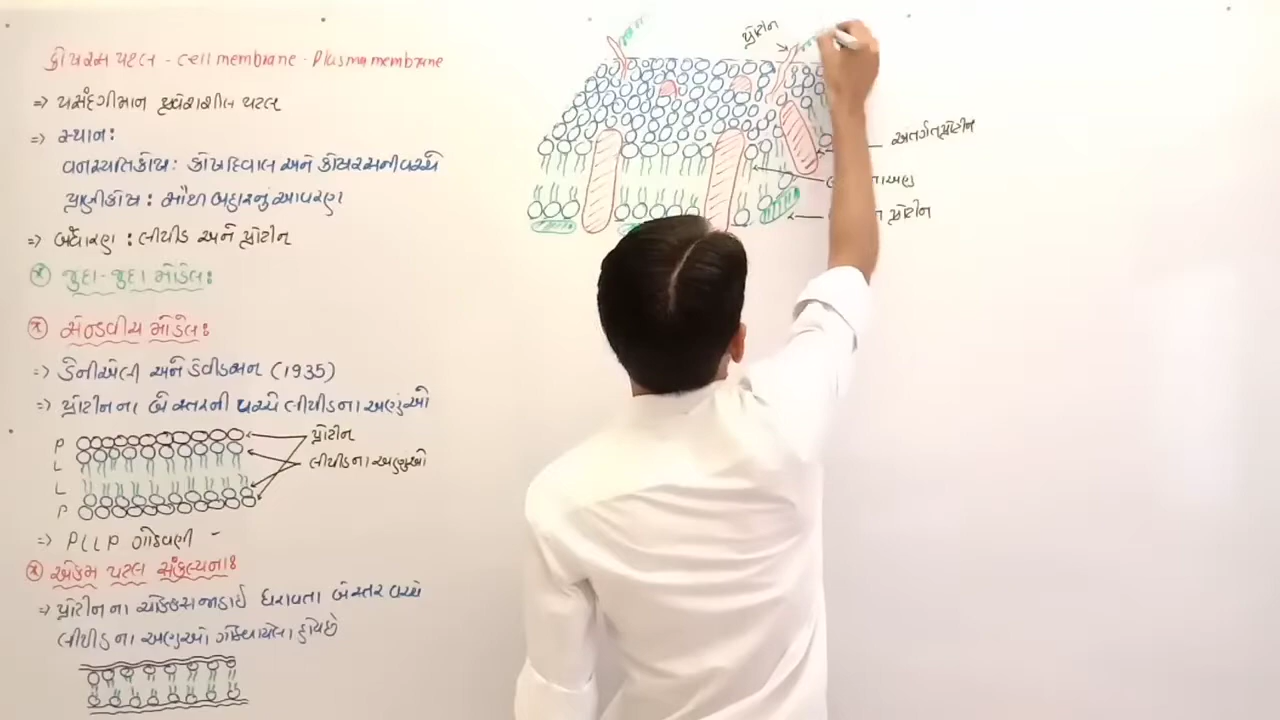 કોષરસ પટલ - cell membrane - Plasma membrane
=> પસંદગીમાન પ્રવેશશીલ પટલ
=> સ્થાન:
વનસ્પતિકોષ: કોષદિવાલ અને કોષરસની વચ્ચે
પ્રાણીકોષ: સૌથી બહારનું આવરણ
=> બંધારણ : લીપીડ અને પ્રોટીન
* જુદા-જુદા મોડેલ:
* સેન્ડવીચ મોડેલ:
=> ડેનીએલી અને ડેવીડસન (1935)
=> પ્રોટીનના બે સ્તરની વચ્ચે લીપીડના અણુંઓ
P
L
L
P
પ્રોટીન
લીપીડના અણુઓ
=> PLLP ગોઠવણી -
* એકમ પટલ સંકલ્પના:
=> પ્રોટીન ના ચોક્કસ જાડાઈ ધરાવતા બે સ્તર વચ્ચે
લીપીડ ના અણુઓ ગોઠવાયેલા હોય છે
પ્રોટીન
અંતર્ગત પ્રોટીન
પ્રોટીન